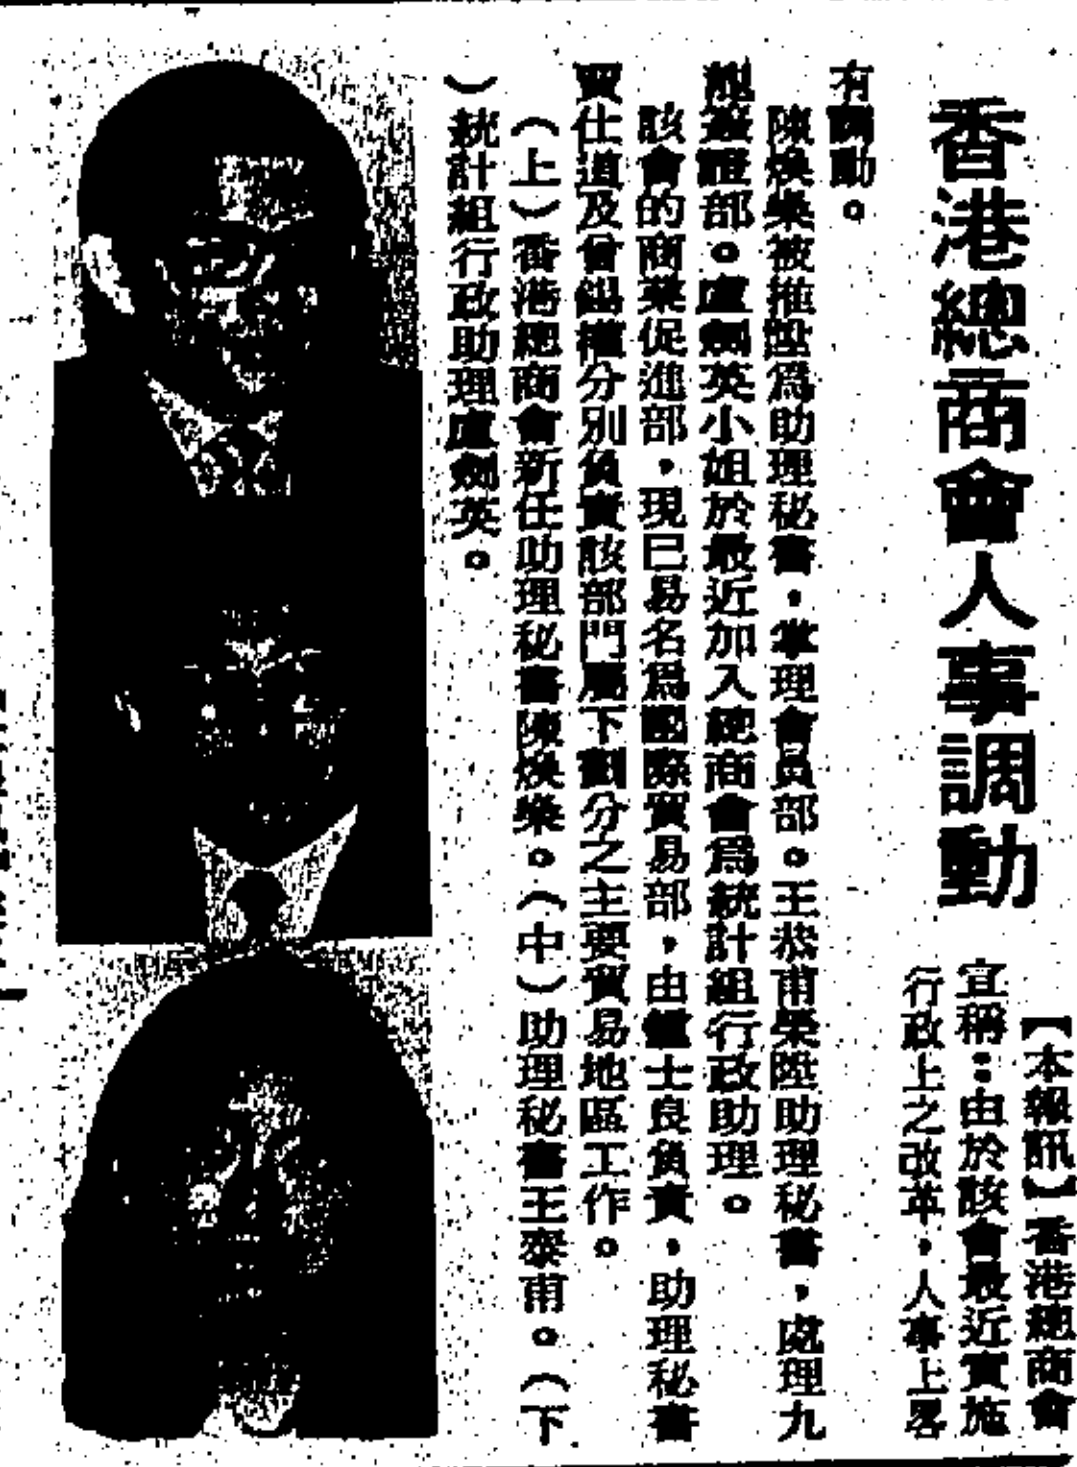 香港總商會人事調動
【本報訊】香港總商會
宣稱：由於該會最近實施
行政上之改革，人事上畧
有調動。
陳煥樂被推陞爲助理秘書，掌理會員部。王恭甫榮陞助理秘書，處理九
龍簽證部。盧劍英小姐於最近加入總商會爲統計組行政助理。
該會的商業促進部，現已易名爲國際貿易部，由鍾士良負責，助理秘書
賈仕道及曾錫權分別負責該部門屬下劃分之主要貿易地區工作。
（上）香港總商會新任助理秘書陳煥樂。（中）助理秘書王泰甫。（下
）統計組行政助理盧劍英。